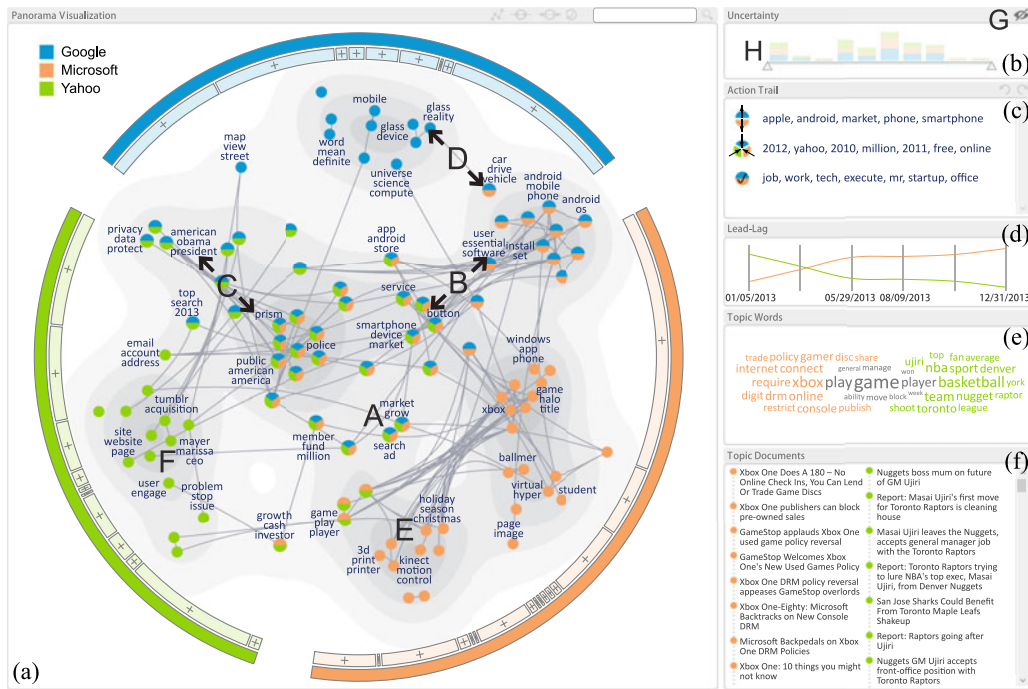 Panorama Visualization
Google
Microsoft
Yahoo
mobile
glass
reality
glass
device
word
mean
definite
map
view
street
D
car
drive
vehicle
universe
science
compute
android
mobile
phone
android
os
privacy
data
protect
american
obama
president
app
android
store
user
essential
software
install
set
C
B
service
top
search
2013
prism
button
police
smartphone
device
market
email
account
address
public
american
america
windows
app
phone
tumblr
acquisition
A
market
grow
xbox
game
halo
title
site
website
page
mayer
marissa
ceo
F
member
fund
million
search
ad
ballmer
user
engage
problem
stop
issue
virtual
hyper
student
holiday
season
christmas
game
play
player
growth
cash
investor
E
page
image
3d
print
printer
kinect
motion
control
(a)
Uncertainty
G
H
(b)
Action Trail
(c)
apple, android, market, phone, smartphone
2012, yahoo, 2010, million, 2011, free, online
job, work, tech, execute, mr, startup, office
Lead-Lag
(d)
01/05/2013 05/29/2013 08/09/2013 12/31/2013
Topic Words
(e)
trade policy gamer disc share
internet connect general manage
won
ujiri top fan average
nba sport denver
require xbox play game player basketball york
digit drm online ability move block week team nugget raptor
restrict console publish shoot toronto league
Topic Documents
Xbox One Does A 180 – No
Online Check Ins, You Can Lend
Or Trade Game Discs
Xbox One publishers can block
pre-owned sales
GameStop applauds Xbox One
used game policy reversal
GameStop Welcomes Xbox
One's New Used Games Policy
Xbox One DRM policy reversal
appeases GameStop overlords
Xbox One-Eighty: Microsoft
Backtracks on New Console
DRM
Microsoft Backpedals on Xbox
One DRM Policies
Xbox One: 10 things you might
not know
Nuggets boss mum on future
of GM Ujiri
Report: Masai Ujiri's first move
for Toronto Raptors is cleaning
house
Masai Ujiri leaves the Nuggets,
accepts general manager job
with the Toronto Raptors
Report: Toronto Raptors trying
to lure NBA's top exec, Masai
Ujiri, from Denver Nuggets
San Jose Sharks Could Benefit
From Toronto Maple Leafs
Shakeup
Report: Raptors going after
Ujiri
Nuggets GM Ujiri accepts
front-office position with
Toronto Raptors
(f)